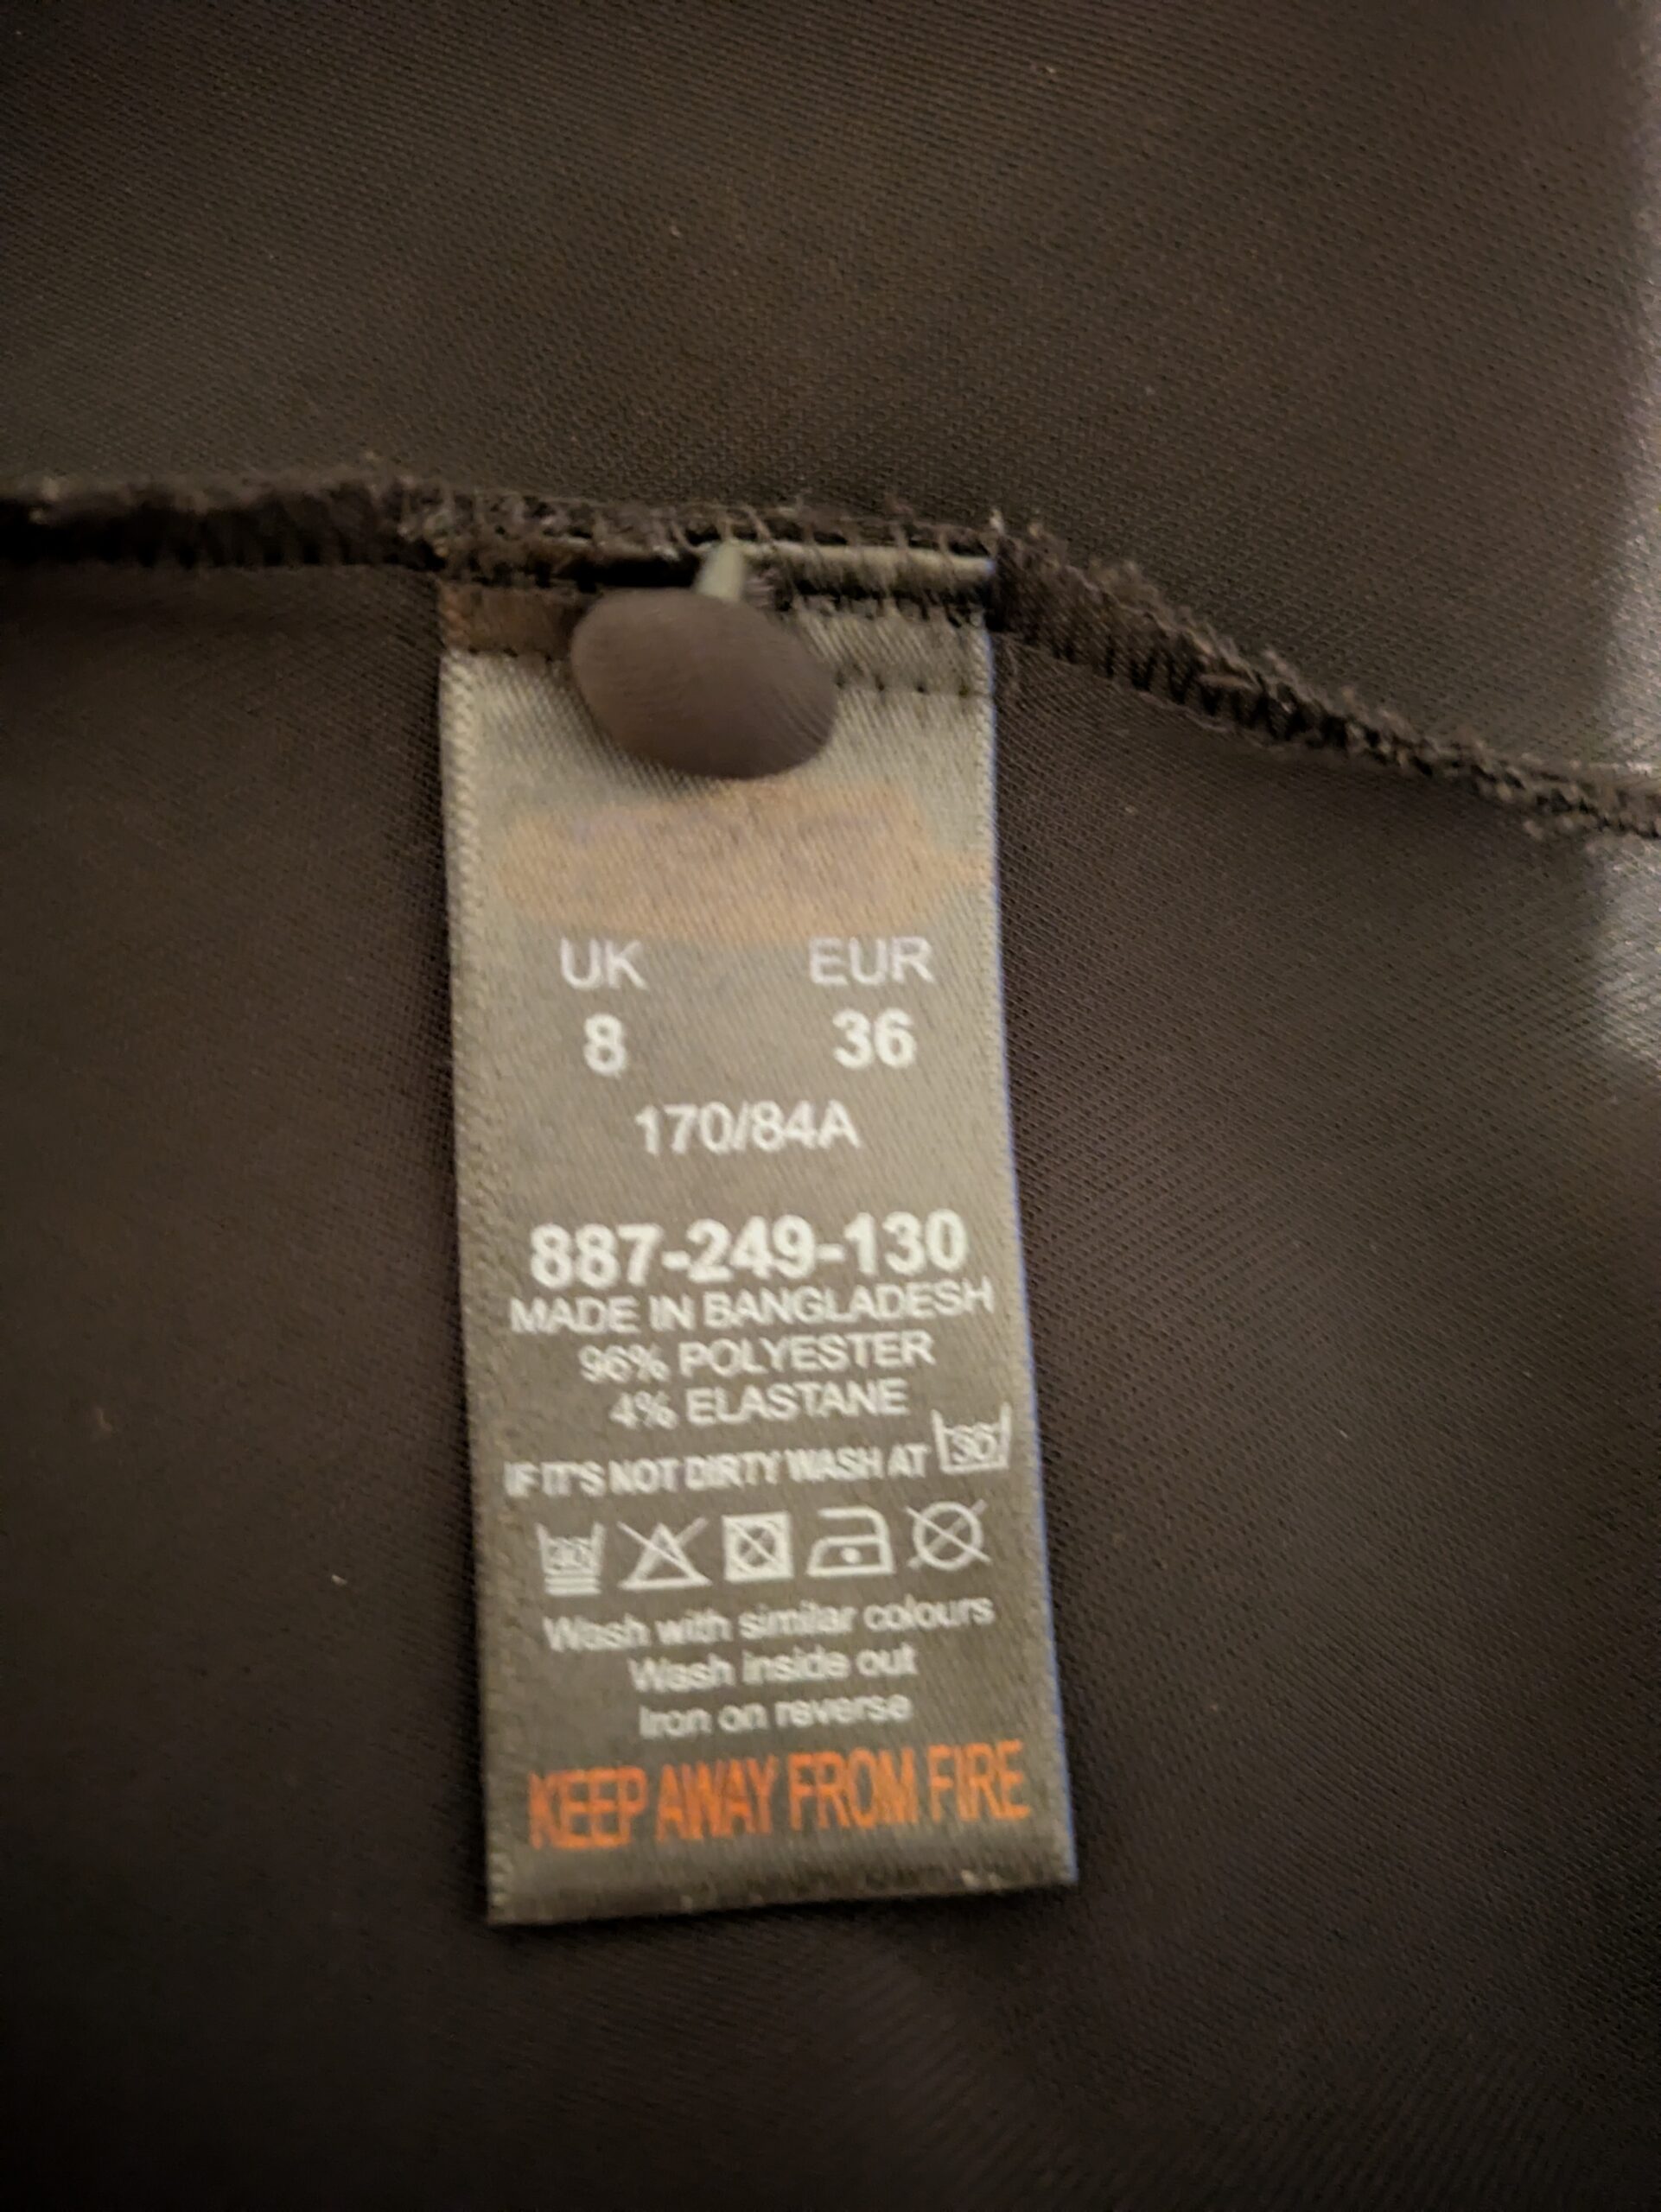 UK EUR
8 36
170/84A
887-249-130
MADE IN BANGLADESH
96% POLYESTER
4% ELASTANE
IF IT'S NOT DIRTY WASH AT 30°
Wash with similar colours
Wash inside out
Iron on reverse
KEEP AWAY FROM FIRE